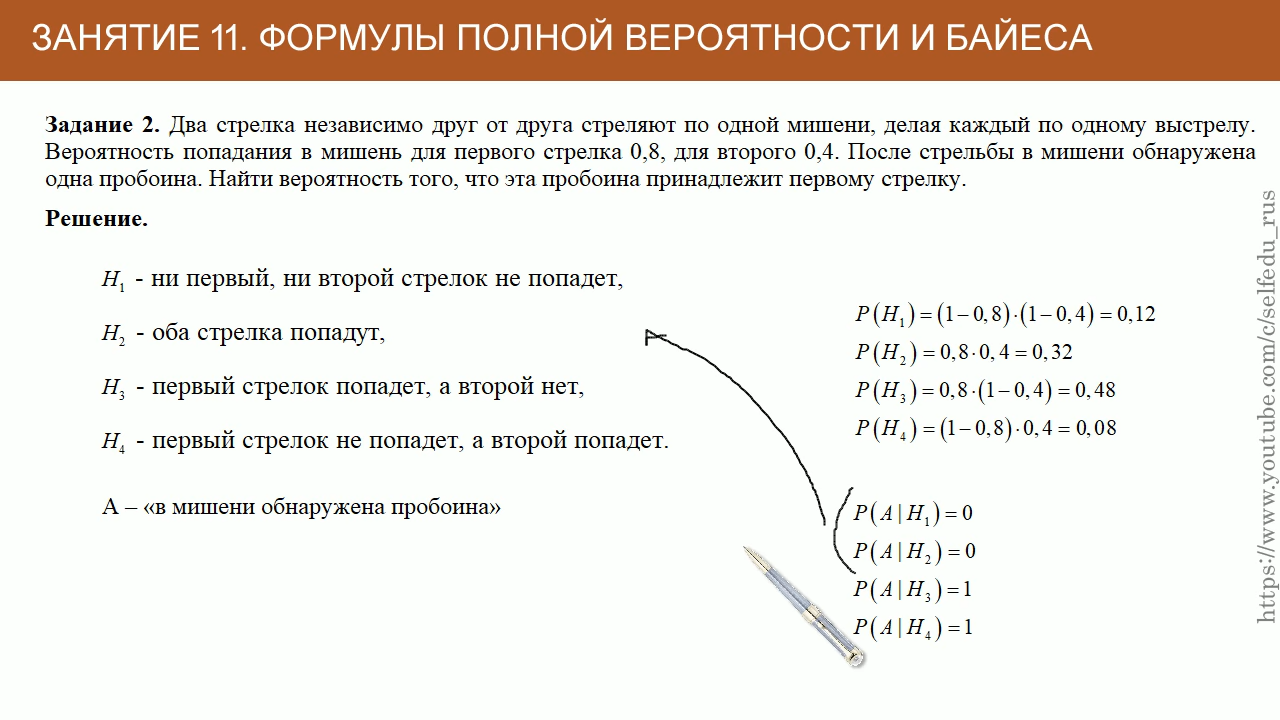 ЗАНЯТИЕ 11. ФОРМУЛЫ ПОЛНОЙ ВЕРОЯТНОСТИ И БАЙЕСА
Задание 2. Два стрелка независимо друг от друга стреляют по одной мишени, делая каждый по одному выстрелу.
Вероятность попадания в мишень для первого стрелка 0,8, для второго 0,4. После стрельбы в мишени обнаружена
одна пробоина. Найти вероятность того, что эта пробоина принадлежит первому стрелку.
Решение.
H₁ - ни первый, ни второй стрелок не попадет,
H₂ - оба стрелка попадут,
H₃ - первый стрелок попадет, а второй нет,
H₄ - первый стрелок не попадет, а второй попадет.
A – «в мишени обнаружена пробоина»
P(H₁) = (1−0,8)·(1−0,4) = 0,12
P(H₂) = 0,8·0,4 = 0,32
P(H₃) = 0,8·(1−0,4) = 0,48
P(H₄) = (1−0,8)·0,4 = 0,08
P(A | H₁) = 0
P(A | H₂) = 0
P(A | H₃) = 1
P(A | H₄) = 1
https://www.youtube.com/c/selfedu_rus